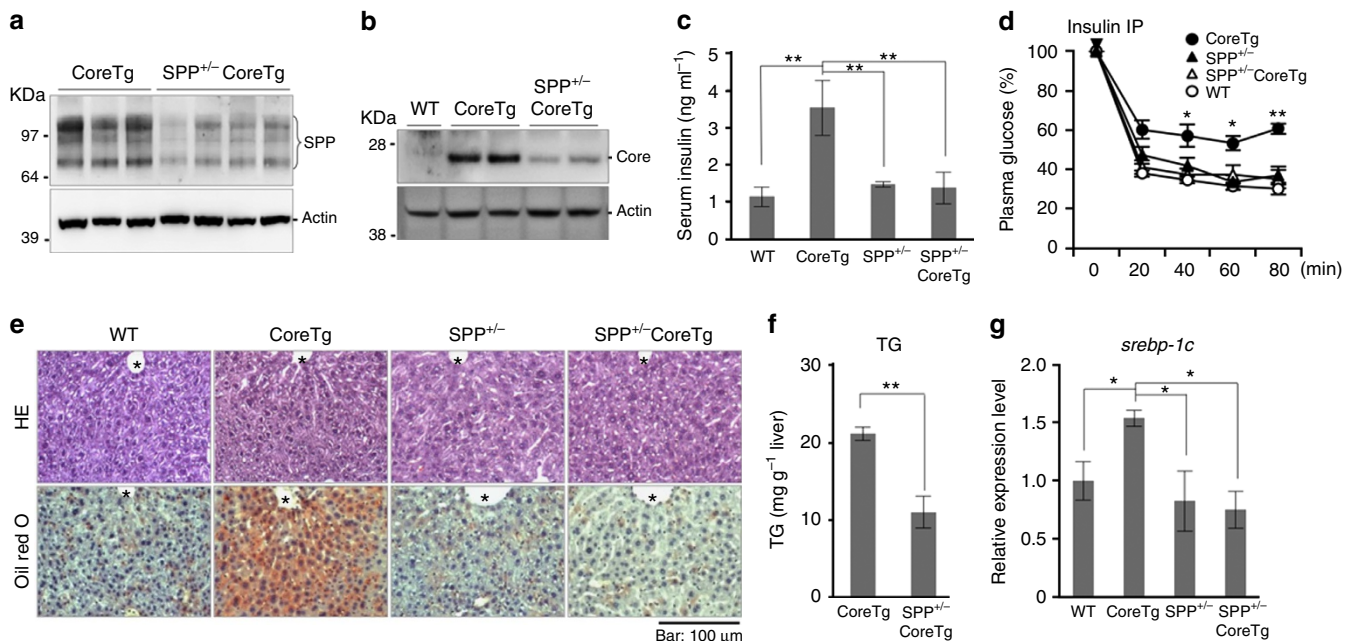 a
CoreTg SPP+/– CoreTg
KDa
97
64
SPP
Actin
39
b
KDa
WT CoreTg SPP+/– CoreTg
28
Core
Actin
38
c
Serum insulin (ng ml–1)
5
4
3
2
1
0
** ** **
WT CoreTg SPP+/– SPP+/–
CoreTg
d
Insulin IP
CoreTg
SPP+/–
SPP+/–CoreTg
WT
Plasma glucose (%)
100
80
60
40
20
0
* * **
0 20 40 60 80 (min)
e
WT CoreTg SPP+/– SPP+/–CoreTg
HE
* * * *
Oil red O
* * * *
Bar: 100 µm
f
TG
TG (mg g–1 liver)
30
20
10
0
**
CoreTg SPP+/–
CoreTg
g
srebp-1c
Relative expression level
2.0
1.5
1.0
0.5
0
* * *
WT CoreTg SPP+/– SPP+/–
CoreTg